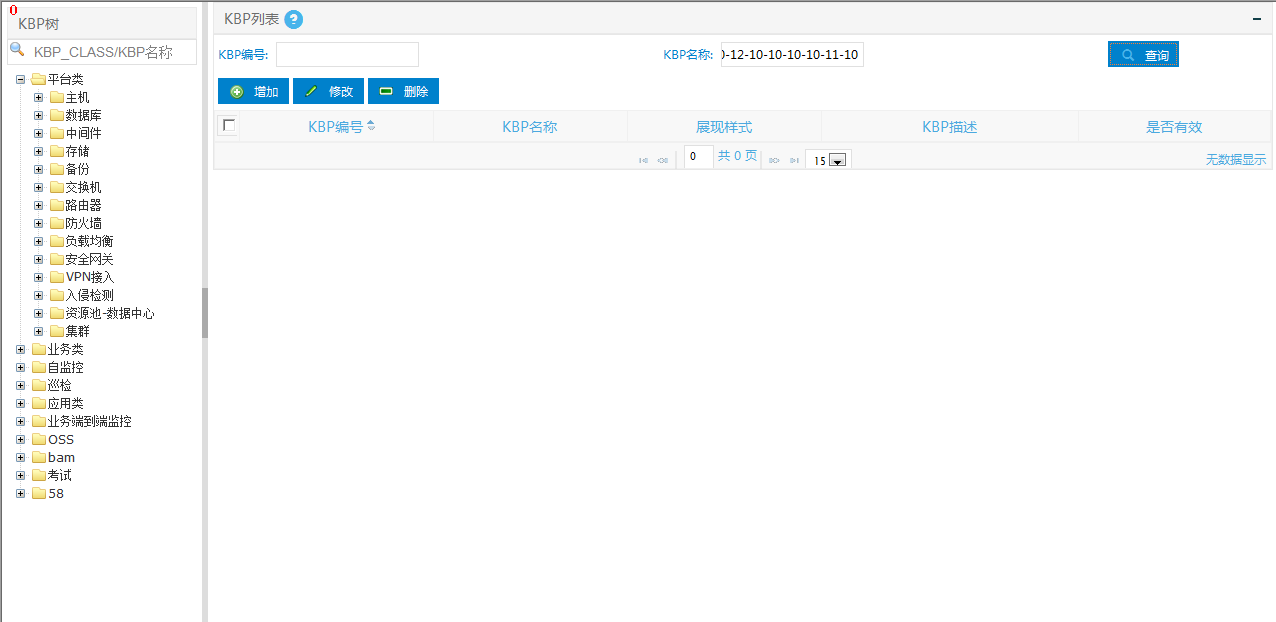 0
KBP树
KBP_CLASS/KBP名称
平台类
主机
数据库
中间件
存储
备份
交换机
路由器
防火墙
负载均衡
安全网关
VPN接入
入侵检测
资源池-数据中心
集群
业务类
自监控
巡检
应用类
业务端到端监控
OSS
bam
考试
58
KBP列表 ?
KBP编号: KBP名称: -12-10-10-10-10-11-10 查询
增加 修改 删除
KBP编号 KBP名称 展现样式 KBP描述 是否有效
0 共 0 页 15 无数据显示